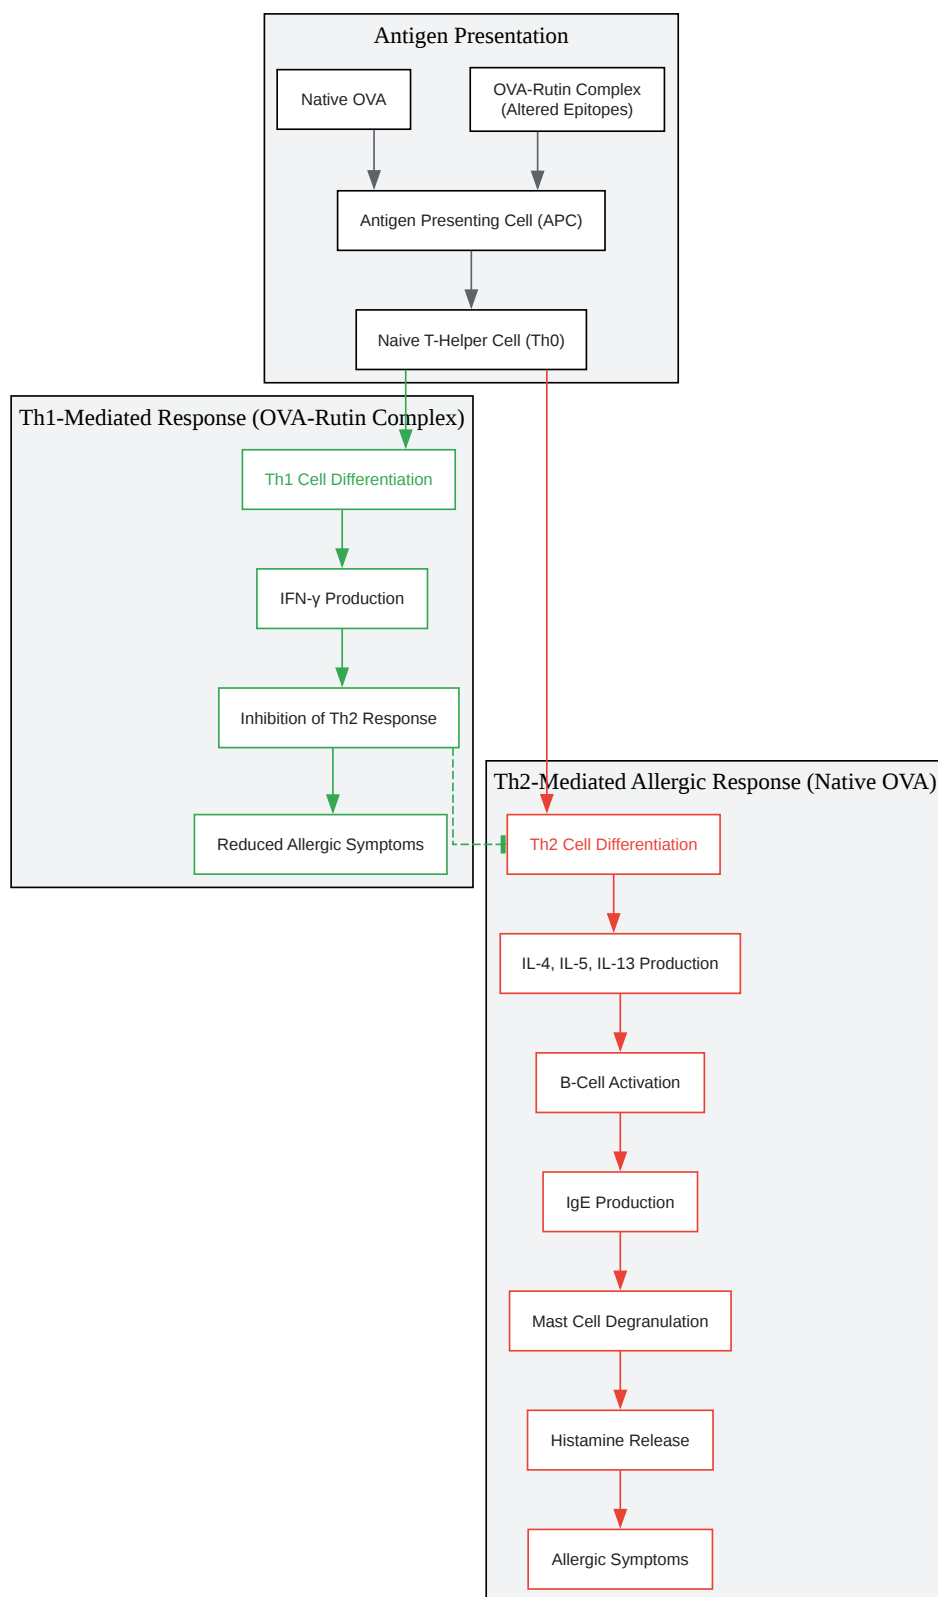 Antigen Presentation
Native OVA
OVA-Rutin Complex
(Altered Epitopes)
Antigen Presenting Cell (APC)
Naive T-Helper Cell (Th0)
Th1-Mediated Response (OVA-Rutin Complex)
Th1 Cell Differentiation
IFN-γ Production
Inhibition of Th2 Response
Reduced Allergic Symptoms
Th2-Mediated Allergic Response (Native OVA)
Th2 Cell Differentiation
IL-4, IL-5, IL-13 Production
B-Cell Activation
IgE Production
Mast Cell Degranulation
Histamine Release
Allergic Symptoms